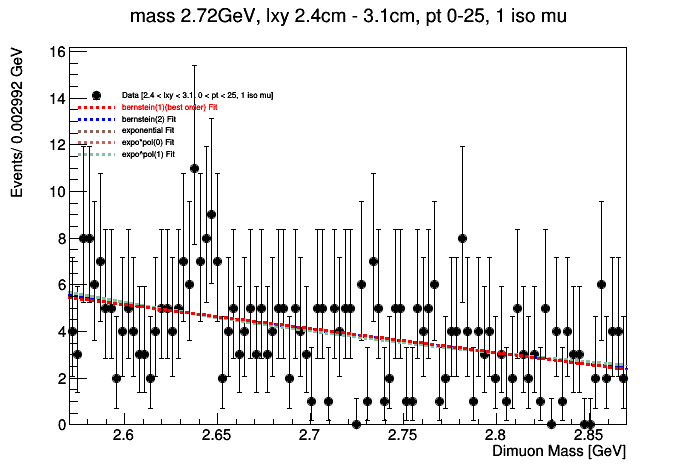 mass 2.72GeV, lxy 2.4cm - 3.1cm, pt 0-25, 1 iso mu
Events/ 0.002992 GeV
16
14
12
10
8
6
4
2
0
Data [2.4 < lxy < 3.1, 0 < pt < 25, 1 iso mu]
bernstein(1)(best order) Fit
bernstein(2) Fit
exponential Fit
expo*pol(0) Fit
expo*pol(1) Fit
2.6 2.65 2.7 2.75 2.8 2.85
Dimuon Mass [GeV]